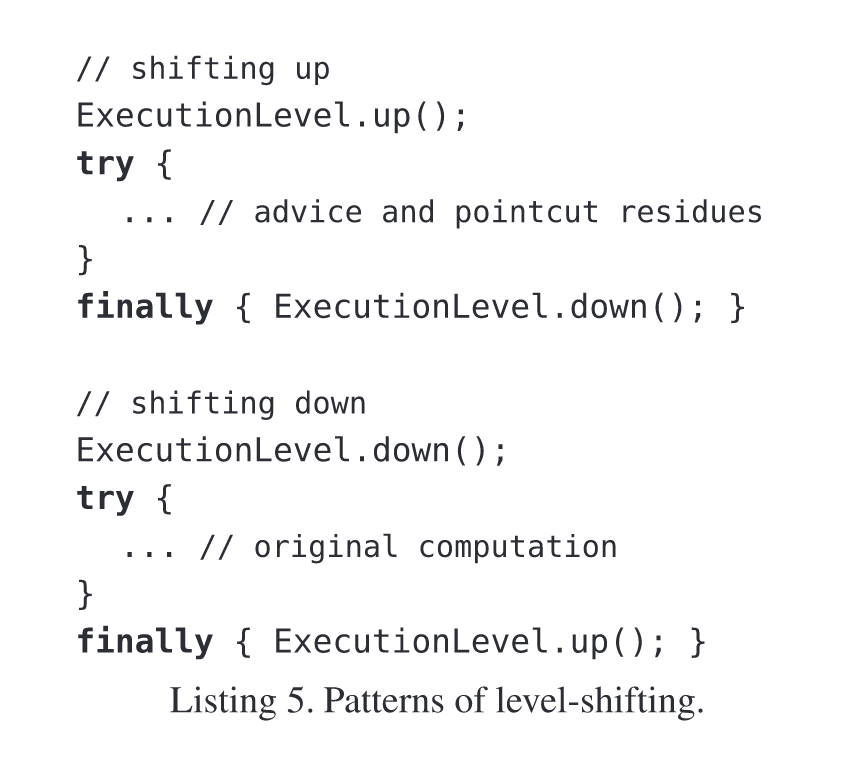 // shifting up
ExecutionLevel.up();
try {
... // advice and pointcut residues
}
finally { ExecutionLevel.down(); }
// shifting down
ExecutionLevel.down();
try {
... // original computation
}
finally { ExecutionLevel.up(); }
Listing 5. Patterns of level-shifting.